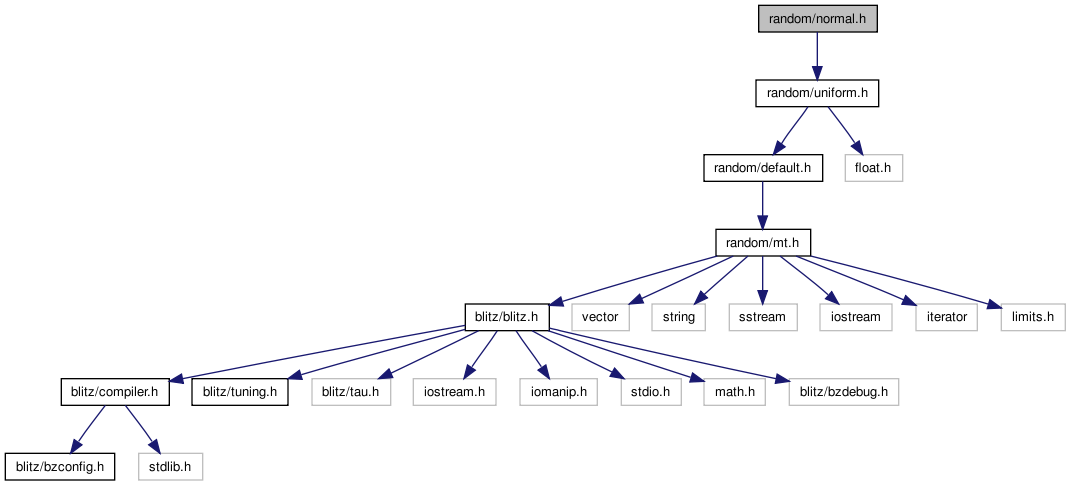 random/normal.h
random/uniform.h
random/default.h
float.h
random/mt.h
blitz/blitz.h
vector
string
sstream
iostream
iterator
limits.h
blitz/compiler.h
blitz/tuning.h
blitz/tau.h
iostream.h
iomanip.h
stdio.h
math.h
blitz/bzdebug.h
blitz/bzconfig.h
stdlib.h